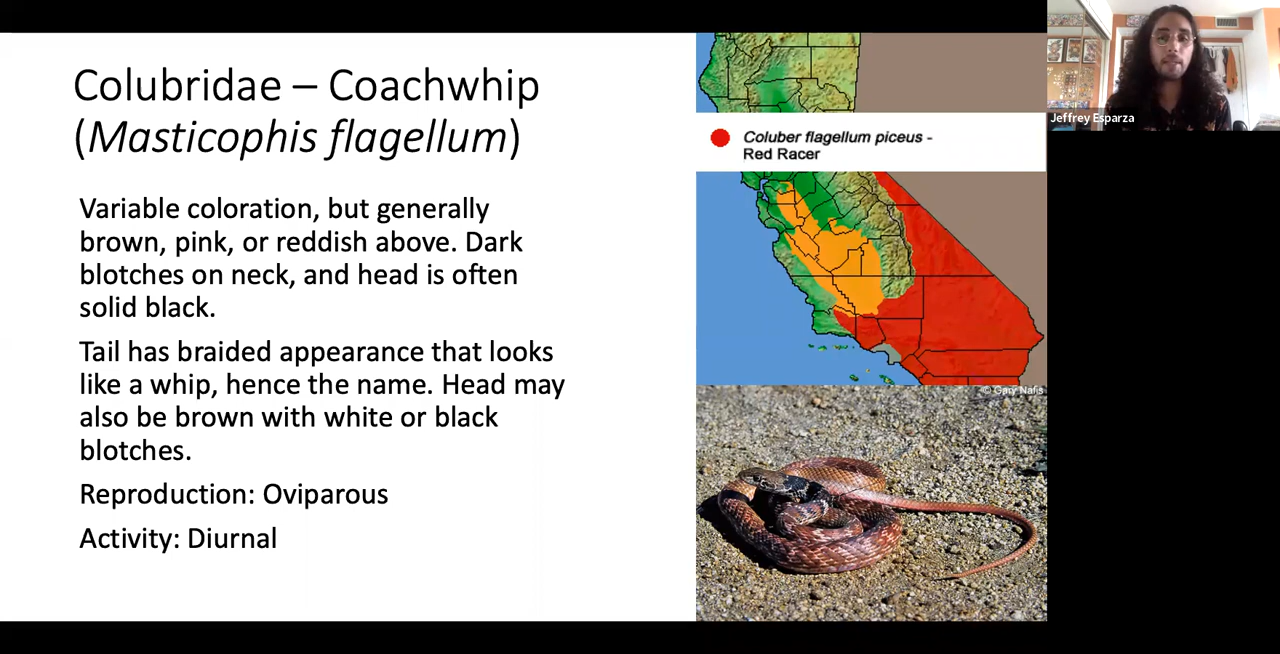 Colubridae – Coachwhip
(Masticophis flagellum)
Variable coloration, but generally
brown, pink, or reddish above. Dark
blotches on neck, and head is often
solid black.
Tail has braided appearance that looks
like a whip, hence the name. Head may
also be brown with white or black
blotches.
Reproduction: Oviparous
Activity: Diurnal
Coluber flagellum piceus -
Red Racer
© Gary Nafis
Jeffrey Esparza